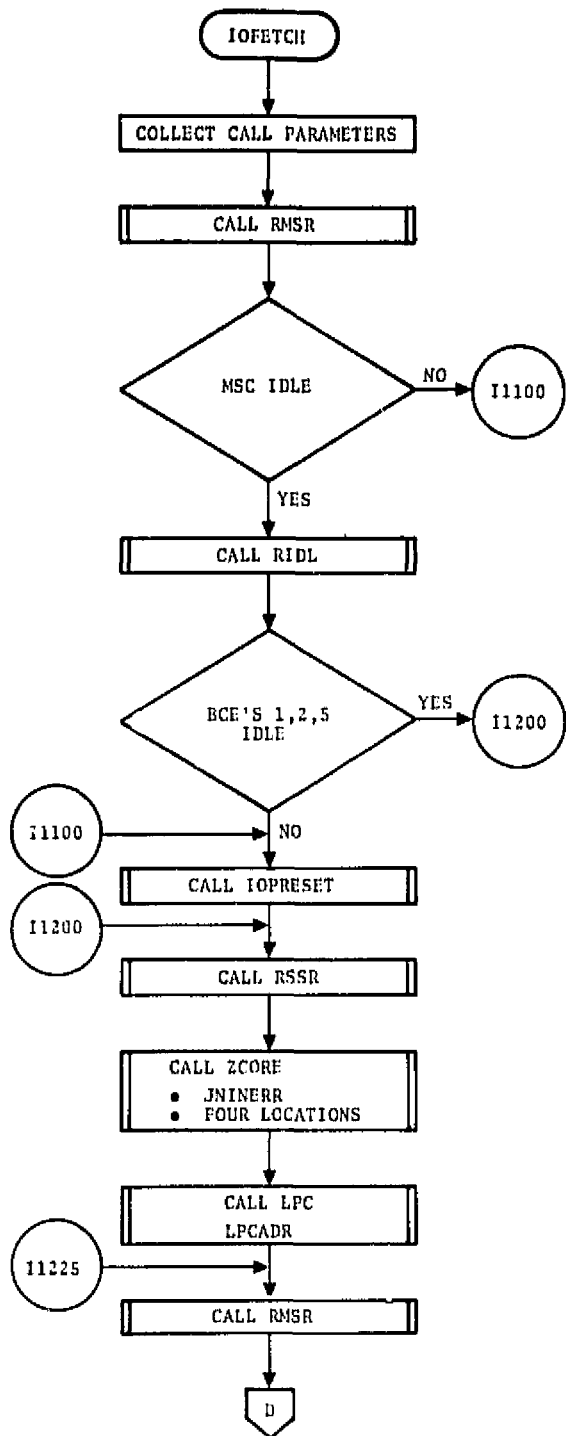 IOFETCH
COLLECT CALL PARAMETERS
CALL RMSR
MSC IDLE
NO
I1100
YES
CALL RIDL
BCE'S 1,2,5
IDLE
YES
I1200
I1100
NO
CALL IOPRESET
I1200
CALL RSSR
CALL ZCORE
• JNINERR
• FOUR LOCATIONS
CALL LPC
LPCADR
I1225
CALL RMSR
D